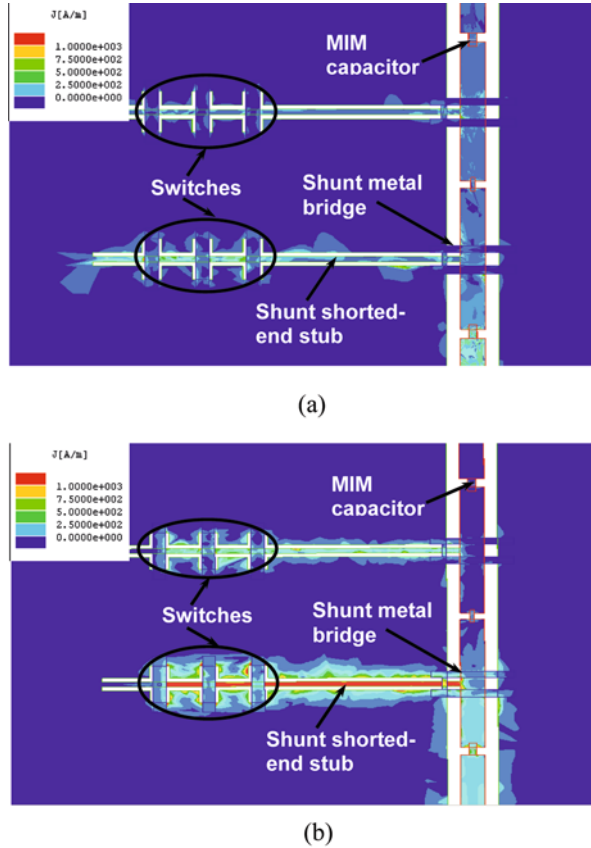 J[A/m]
1.0000e+003
7.5000e+002
5.0000e+002
2.5000e+002
0.0000e+000
MIM
capacitor
Switches
Shunt metal
bridge
Shunt shorted-
end stub
(a)
J[A/m]
1.0000e+003
7.5000e+002
5.0000e+002
2.5000e+002
0.0000e+000
MIM
capacitor
Switches
Shunt metal
bridge
Shunt shorted-
end stub
(b)